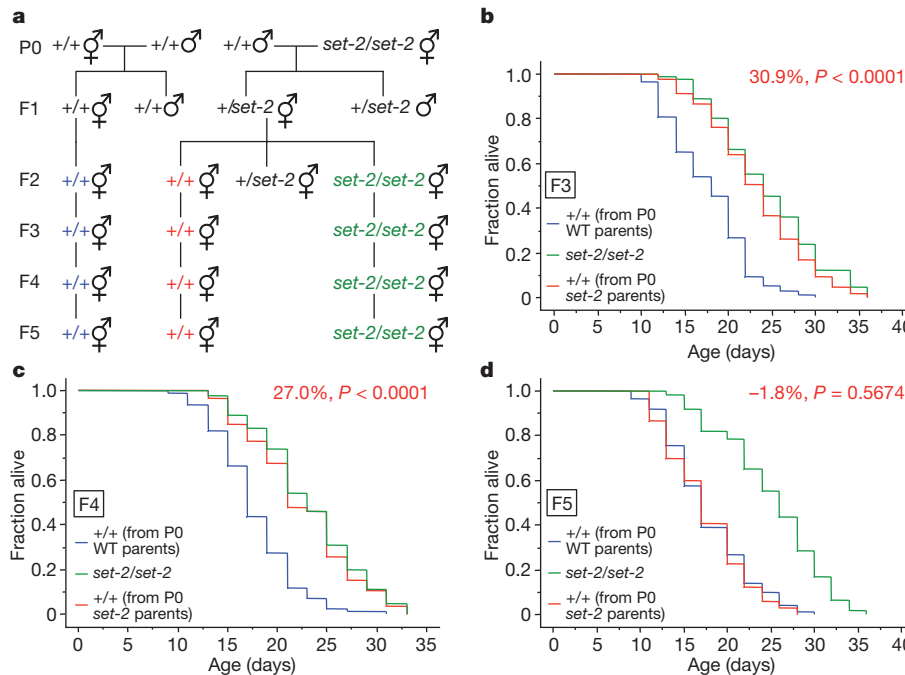 a
P0 +/+ +/+ +/+ set-2/set-2
F1 +/+ +/+ +/set-2 +/set-2
F2 +/+ +/+ +/set-2 set-2/set-2
F3 +/+ +/+ set-2/set-2
F4 +/+ +/+ set-2/set-2
F5 +/+ +/+ set-2/set-2
b
30.9%, P < 0.0001
Fraction alive
1.0
0.8
0.6
0.4
0.2
0
F3
+/+ (from P0
WT parents)
set-2/set-2
+/+ (from P0
set-2 parents)
0 5 10 15 20 25 30 35 40
Age (days)
c
27.0%, P < 0.0001
Fraction alive
1.0
0.8
0.6
0.4
0.2
0
F4
+/+ (from P0
WT parents)
set-2/set-2
+/+ (from P0
set-2 parents)
0 5 10 15 20 25 30 35
Age (days)
d
–1.8%, P = 0.5674
Fraction alive
1.0
0.8
0.6
0.4
0.2
0
F5
+/+ (from P0
WT parents)
set-2/set-2
+/+ (from P0
set-2 parents)
0 5 10 15 20 25 30 35 40
Age (days)